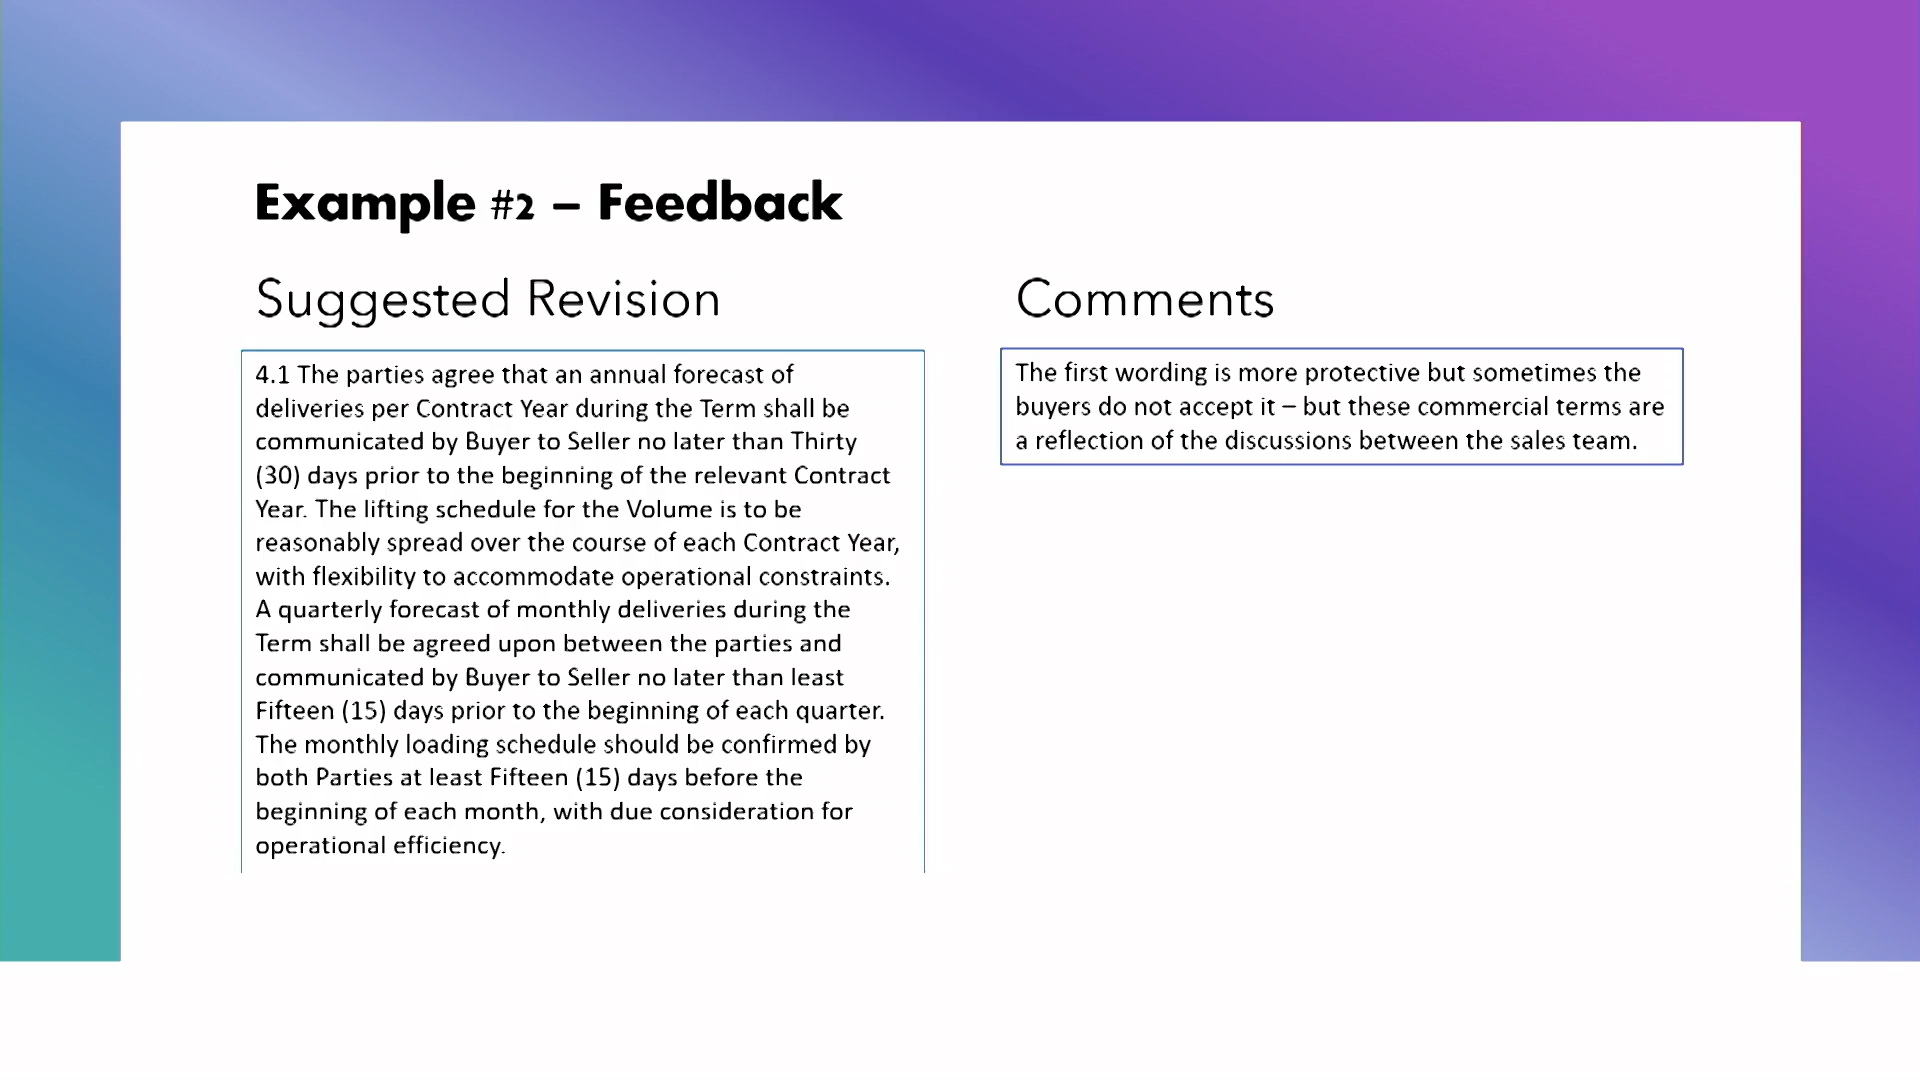 Example #2 – Feedback
Suggested Revision
4.1 The parties agree that an annual forecast of
deliveries per Contract Year during the Term shall be
communicated by Buyer to Seller no later than Thirty
(30) days prior to the beginning of the relevant Contract
Year. The lifting schedule for the Volume is to be
reasonably spread over the course of each Contract Year,
with flexibility to accommodate operational constraints.
A quarterly forecast of monthly deliveries during the
Term shall be agreed upon between the parties and
communicated by Buyer to Seller no later than least
Fifteen (15) days prior to the beginning of each quarter.
The monthly loading schedule should be confirmed by
both Parties at least Fifteen (15) days before the
beginning of each month, with due consideration for
operational efficiency.
Comments
The first wording is more protective but sometimes the
buyers do not accept it – but these commercial terms are
a reflection of the discussions between the sales team.